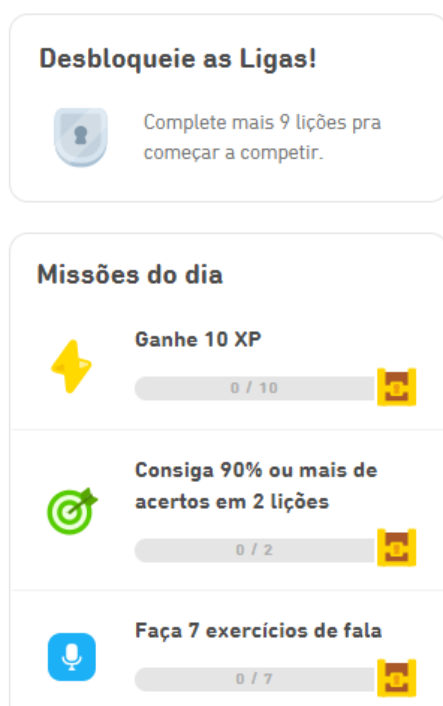 Desbloqueie as Ligas!
Complete mais 9 lições pra
começar a competir.
Missões do dia
Ganhe 10 XP
0 / 10
Consiga 90% ou mais de
acertos em 2 lições
0 / 2
Faça 7 exercícios de fala
0 / 7